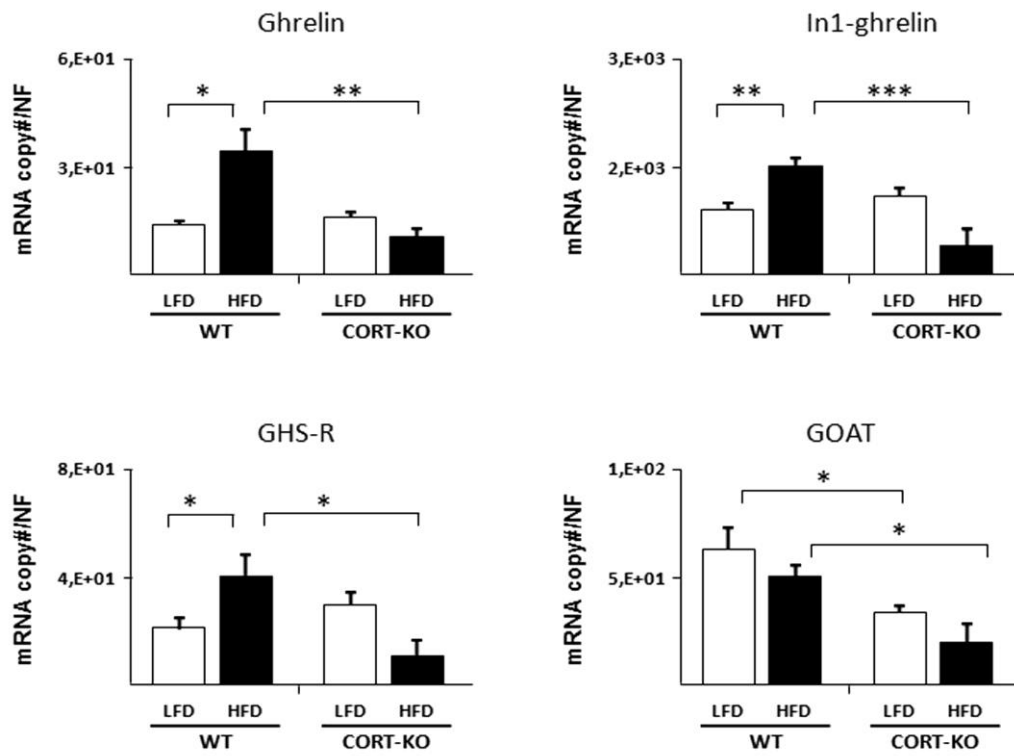 Ghrelin
mRNA copy#/NF
6,E+01
3,E+01
*
**
LFD HFD LFD HFD
WT CORT-KO
In1-ghrelin
mRNA copy#/NF
3,E+03
2,E+03
**
***
LFD HFD LFD HFD
WT CORT-KO
GHS-R
mRNA copy#/NF
8,E+01
4,E+01
*
*
LFD HFD LFD HFD
WT CORT-KO
GOAT
mRNA copy#/NF
1,E+02
5,E+01
*
*
LFD HFD LFD HFD
WT CORT-KO